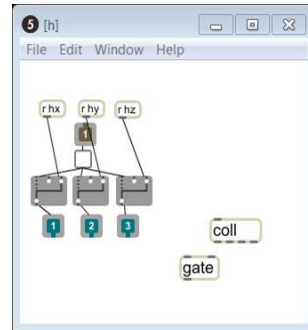 5 [h]
File Edit Window Help
r hx r hy r hz
1
1 2 3
coll
gate